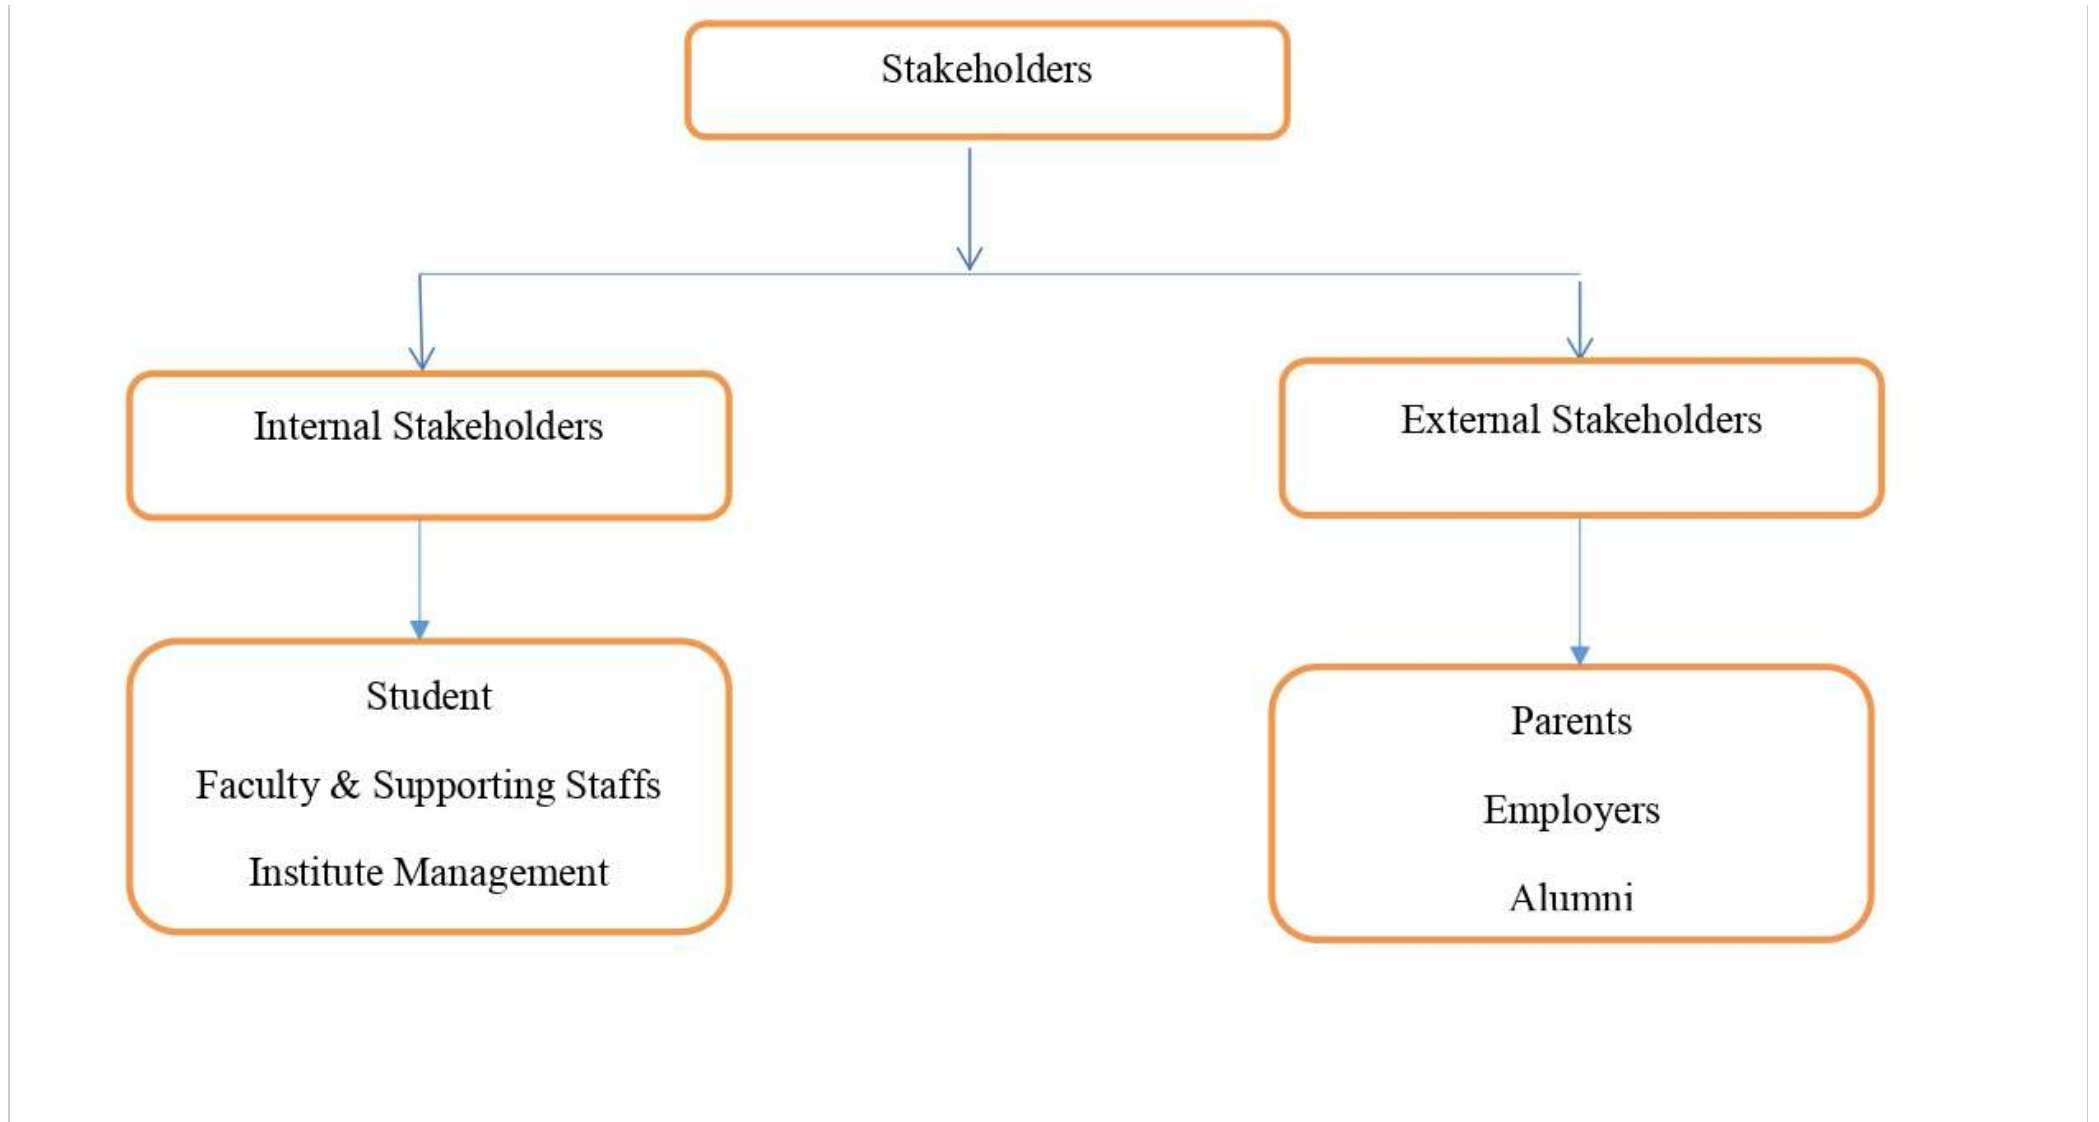 Stakeholders
Internal Stakeholders
External Stakeholders
Student
Faculty & Supporting Staffs
Institute Management
Parents
Employers
Alumni